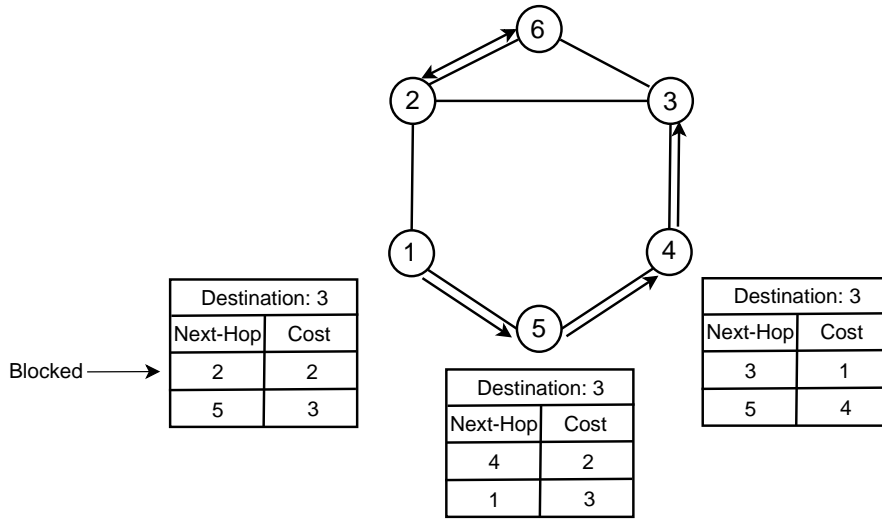 6
2
3
1
4
5
Destination: 3
Next-Hop Cost
2 2
5 3
Blocked
Destination: 3
Next-Hop Cost
4 2
1 3
Destination: 3
Next-Hop Cost
3 1
5 4